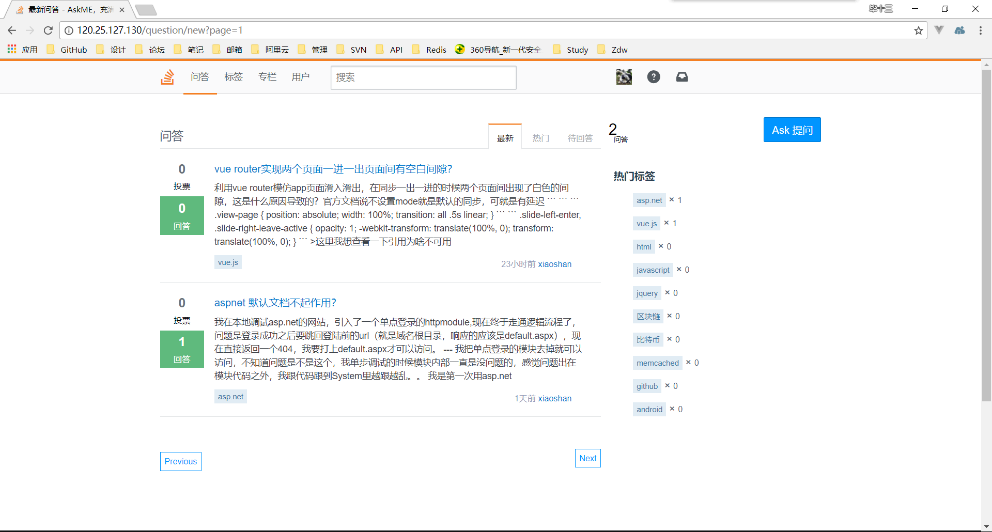 最新问答 - AskME，充
120.25.127.130/question/new?page=1
应用 GitHub 设计 论坛 笔记 邮箱 阿里云 管理 SVN API Redis 360导航_新一代安全 Study Zdw
问答 标签 专栏 用户 搜索
问答 最新 热门 待回答
2
问答
Ask 提问
0
投票
0
回答
vue router实现两个页面一进一出页面间有空白间隙?
利用vue router模仿app页面滑入滑出，在同步一出一进的时候两个页面间出现了白色的间
隙，这是什么原因导致的？官方文档说不设置mode就是默认的同步，可就是有延迟 ``` ``` ```
.view-page { position: absolute; width: 100%; transition: all .5s linear; } ``` ``` .slide-left-enter,
.slide-right-leave-active { opacity: 1; -webkit-transform: translate(100%, 0); transform:
translate(100%, 0); } ``` >这里我想查看一下引用为啥不可用
vue.js
23小时前 xiaoshan
0
投票
1
回答
aspnet 默认文档不起作用?
我在本地调试asp.net的网站，引入了一个单点登录的httpmodule,现在终于走通逻辑流程了，
问题是登录成功之后要跳回登陆前的url（就是域名根目录，响应的应该是default.aspx），现
在直接返回一个404，我要打上default.aspx才可以访问。 --- 我把单点登录的模块去掉就可以
访问，不知道问题是不是这个，我单步调试的时候模块内部一直是没问题的，感觉问题出在
模块代码之外，我跟代码跟到System里越跟越乱。。 我是第一次用asp.net
asp.net
1天前 xiaoshan
Previous
Next
热门标签
asp.net × 1
vue.js × 1
html × 0
javascript × 0
jquery × 0
区块链 × 0
比特币 × 0
memcached × 0
github × 0
android × 0